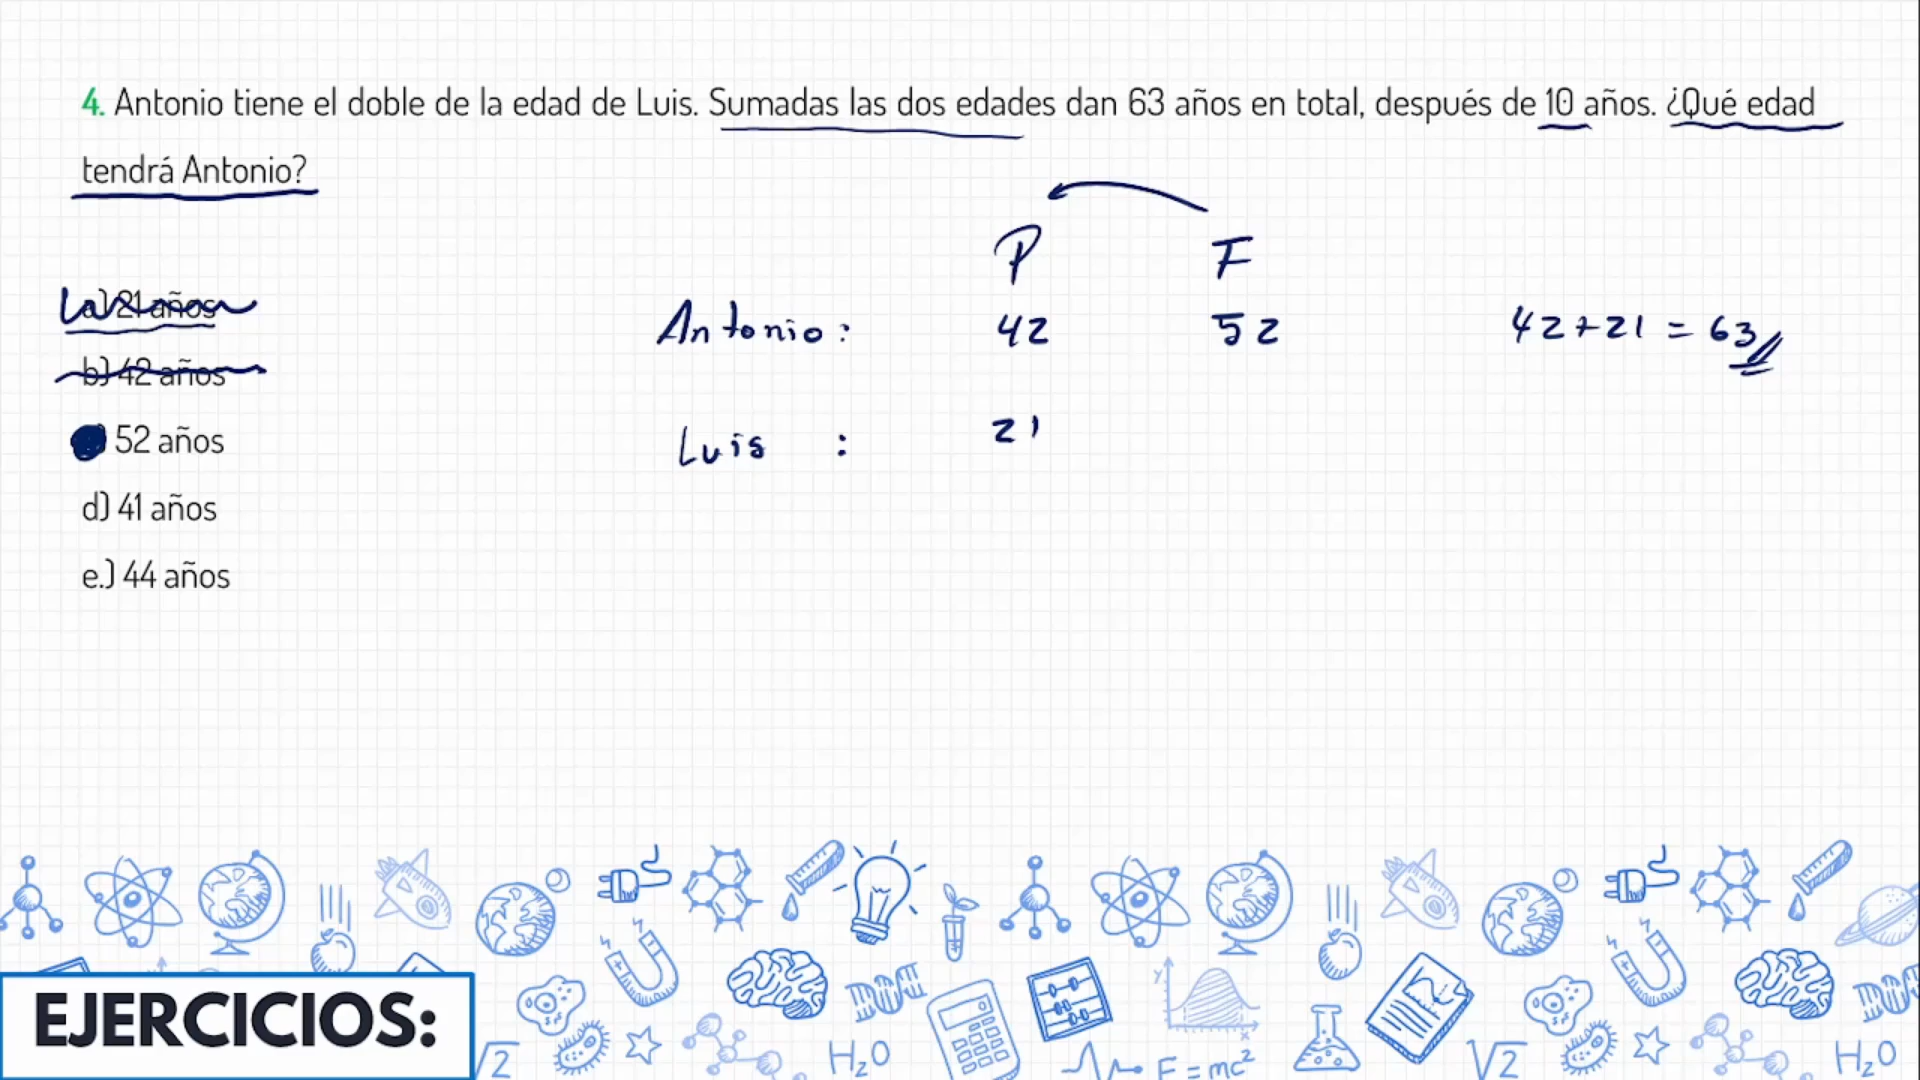 4. Antonio tiene el doble de la edad de Luis. Sumadas las dos edades dan 63 años en total, después de 10 años. ¿Qué edad
tendrá Antonio?
P F
a) 21 años
Antonio: 42 52 42+21 = 63
b) 42 años
52 años
Luis : 21
d) 41 años
e.) 44 años
EJERCICIOS:
√2
H₂O
y
x
F = mc²
√2
H₂O